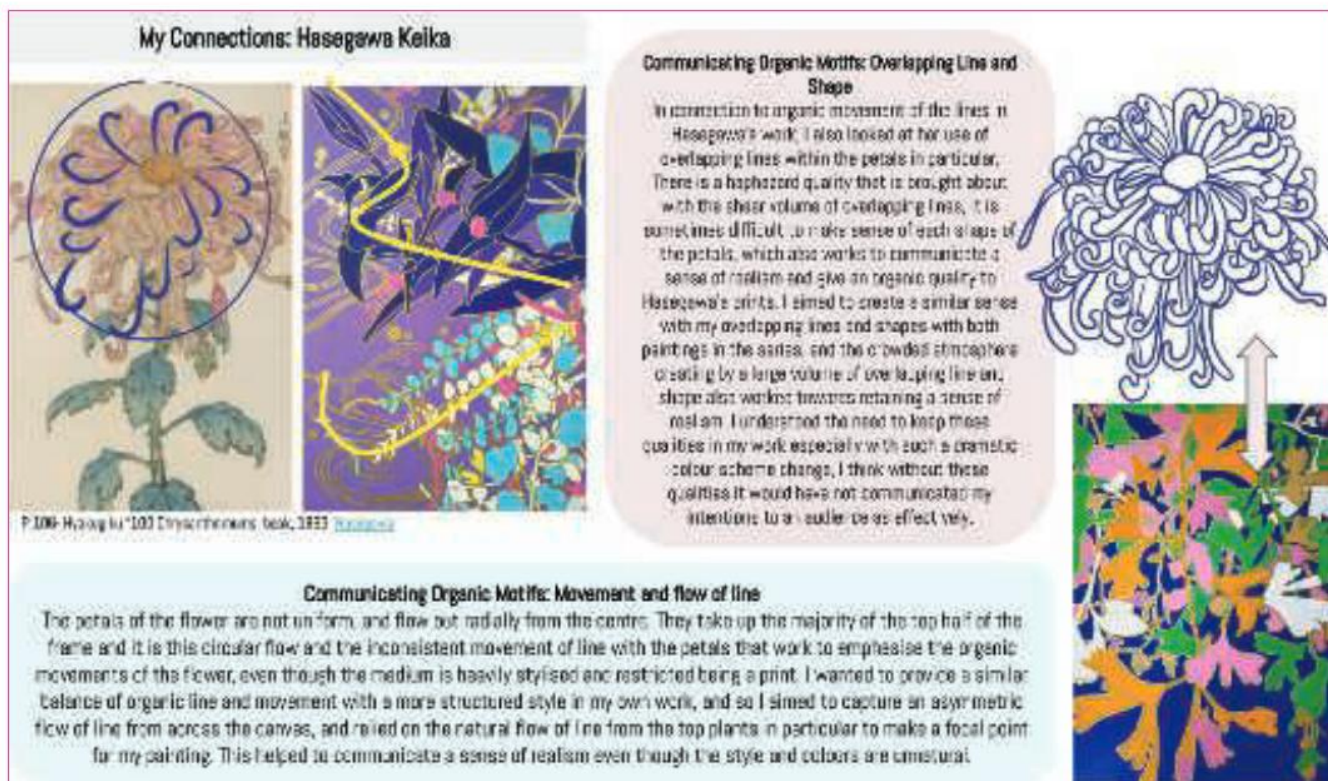 My Connections: Hasegawa Keika
Communicating Organic Motifs: Overlapping Line and
Shape
In connection to organic movement of the lines in
Hasegawa's work, I also looked at her use of
overlapping lines within the petals in particular.
There is a haphazard quality that is brought about
with the shear volume of overlapping lines, it is
sometimes difficult to make sense of each shape of
the petals, which also works to communicate a
sense of realism and give an organic quality to
Hasegawa's prints. I aimed to create a similar sense
with my overlapping lines and shapes with both
paintings in the series, and the crowded atmosphere
creating by a large volume of overlapping line and
shape also worked towards retaining a sense of
realism. I understood the need to keep these
qualities in my work especially with such a dramatic
colour scheme change, I think without these
qualities it would have not communicated my
intentions to an audience as effectively.
100 Chrysanthemums book, 1893
Communicating Organic Motifs: Movement and flow of line
The petals of the flower are not uniform, and flow out radially from the centre. They take up the majority of the top half of the
frame and it is this circular flow and the inconsistent movement of line with the petals that work to emphasise the organic
movements of the flower, even though the medium is heavily stylised and restricted being a print. I wanted to provide a similar
balance of organic line and movement with a more structured style in my own work, and so I aimed to capture an asymmetric
flow of line from across the canvas, and relied on the natural flow of line from the top plants in particular to make a focal point
for my painting. This helped to communicate a sense of realism even though the style and colours are unnatural.